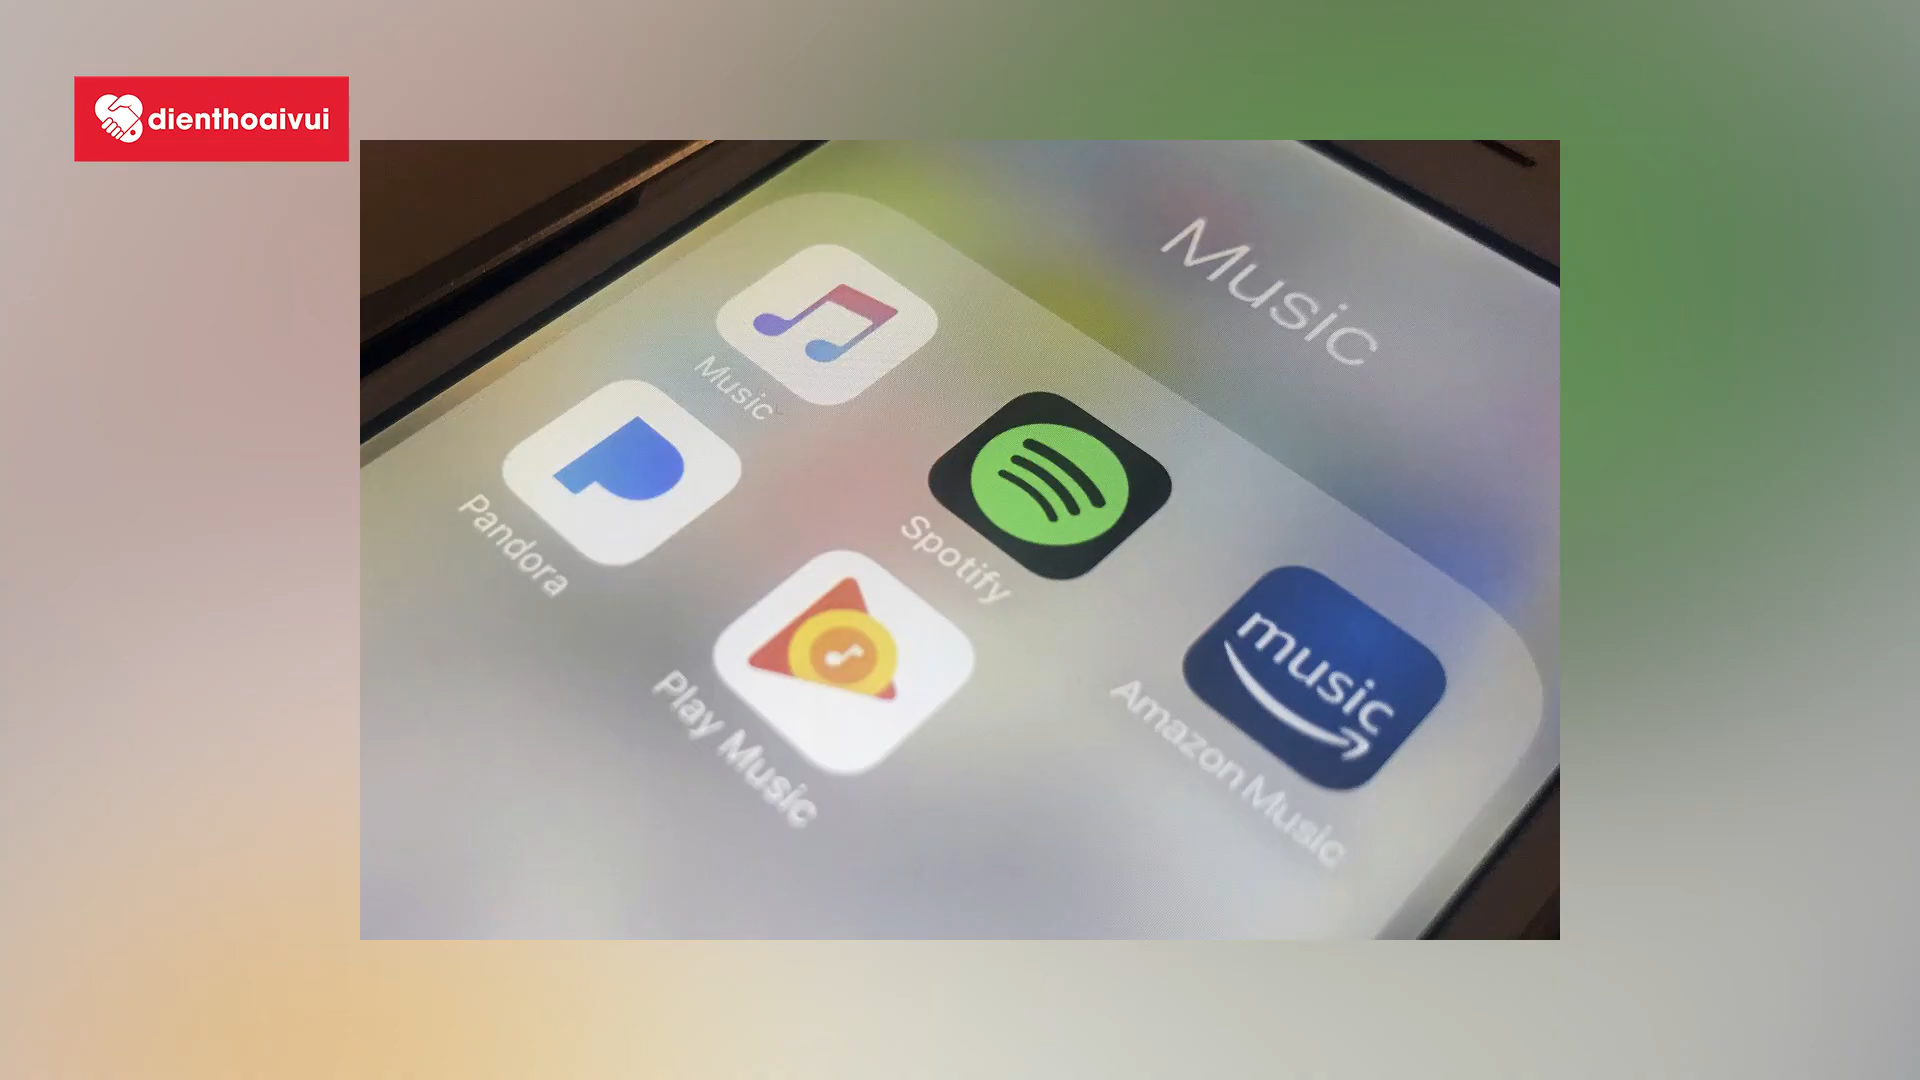 dienthoaivui
Music
Music
Spotify
music
Amazon Music
Pandora
Play Music